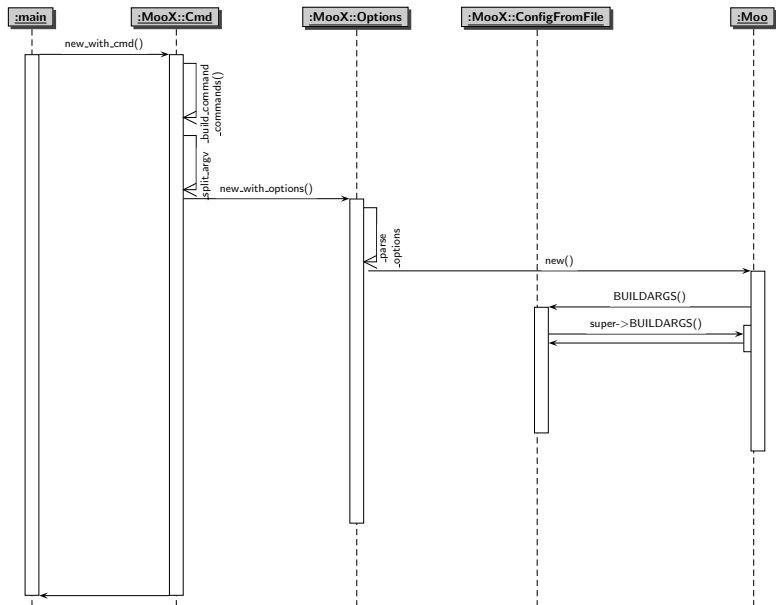 :main
:MooX::Cmd
:MooX::Options
:MooX::ConfigFromFile
:Moo
new_with_cmd()
_build_command
_commands()
_split_argv
new_with_options()
_parse
_options
new()
BUILDARGS()
super->BUILDARGS()